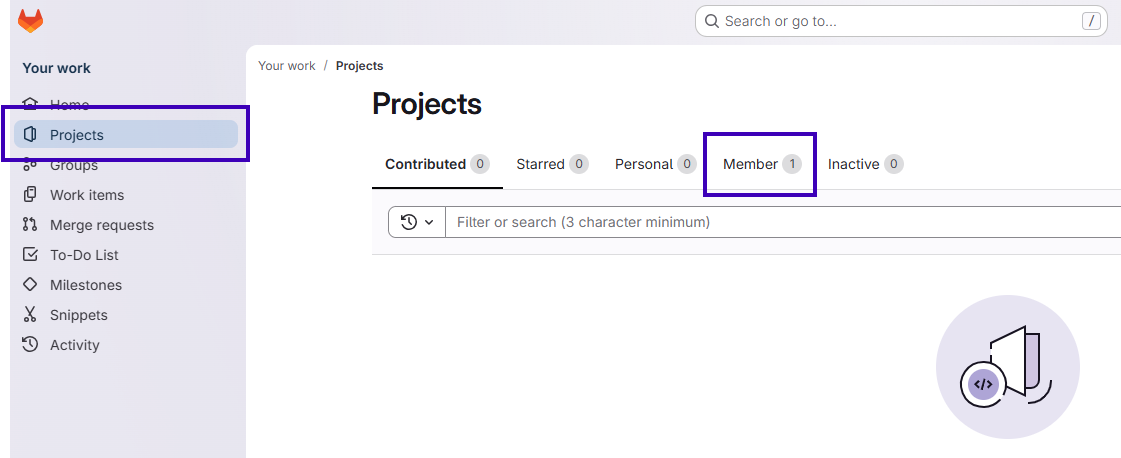 Search or go to...
/
Your work
Your work / Projects
Home
Projects
Groups
Work items
Merge requests
To-Do List
Milestones
Snippets
Activity
Projects
Contributed 0 Starred 0 Personal 0 Member 1 Inactive 0
Filter or search (3 character minimum)
</>